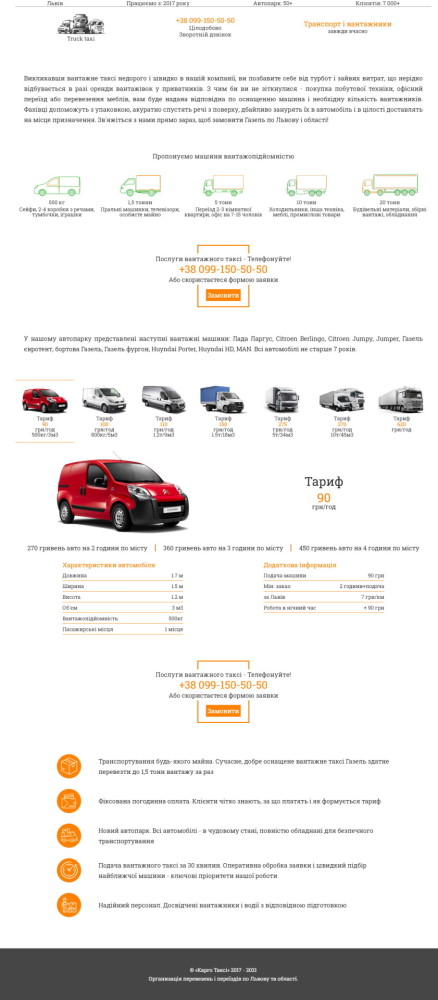 Львів Працюємо з 2017 року Автопарк: 50+ Клієнтів: 7 000+
Truck taxi
+38 099-150-50-50
Цілодобово
Зворотній дзвінок
Транспорт і вантажники
завжди вчасно
Викликавши вантажне таксі недорого і швидко в нашій компанії, ви позбавите себе від турбот і зайвих витрат, що нерідко
відбувається в разі оренди вантажівок у приватників. З чим би ви не зіткнулися - покупка побутової техніки, офісний
переїзд або перевезення меблів, вам буде надана відповідна по оснащенню машина і необхідну кількість вантажників.
Фахівці допоможуть з упаковкою, акуратно спустять речі з поверху, дбайливо занурять їх в автомобіль і в цілості доставлять
на місце призначення. Зв'яжіться з нами прямо зараз, щоб замовити Газель по Львову і області!
Пропонуємо машини вантажопідйомністю
500 кг
Сейфи, 2-4 коробки з речами,
тумбочки, іграшки
1,5 тонни
Пральні машинки, телевізори,
особисте майно
5 тонн
Переїзд 2-3 кімнатної
квартири, офіс на 7-15 чоловік
10 тонн
Холодильники, інша техніка,
меблі, промислові товари
20 тонн
Будівельні матеріали, збірні
вантажі, обладнання
Послуги вантажного таксі - Телефонуйте!
+38 099-150-50-50
Або скористаєтеся формою заявки
Замовити
У нашому автопарку представлені наступні вантажні машини: Лада Ларгус, Citroen Berlingo, Citroen Jumpy, Jumper, Газель
євротент, бортова Газель, Газель фургон, Huyndai Porter, Huyndai HD, MAN. Всі автомобілі не старше 7 років.
Тариф
90
грн/год
500кг/3м3
Тариф
100
грн/год
800кг/5м3
Тариф
110
грн/год
1.2т/9м3
Тариф
150
грн/год
1.5т/18м3
Тариф
275
грн/год
5т/34м3
Тариф
370
грн/год
10т/48м3
Тариф
620
грн/год
Тариф
90
грн/год
270 гривень авто на 2 години по місту | 360 гривень авто на 3 години по місту | 450 гривень авто на 4 години по місту
Характеристики автомобіля
Довжина 1.7 м
Ширина 1.5 м
Висота 1.2 м
Об'єм 3 м3
Вантажопідйомність 500кг
Пасажирські місця 1 місце
Додаткова інформація
Подача машини 90 грн
Мін. заказ 2 години+подача
за Львів 7 грн/км
Робота в нічний час + 90 грн
Послуги вантажного таксі - Телефонуйте!
+38 099-150-50-50
Або скористаєтеся формою заявки
Замовити
Транспортування будь-якого майна. Сучасне, добре оснащене вантажне таксі Газель здатне
перевезти до 1,5 тонн вантажу за раз
Фіксована погодинна оплата. Клієнти чітко знають, за що платять і як формується тариф
Новий автопарк. Всі автомобілі - в чудовому стані, повністю обладнані для безпечного
транспортування
Подача вантажного таксі за 30 хвилин. Оперативна обробка заявки і швидкий підбір
найближчої машини - ключові пріоритети нашої роботи
Надійний персонал. Досвідчені вантажники і водії з відповідною підготовкою
© «Карго Таксі» 2017 - 2023
Організація перевезень і переїздів по Львову та області.